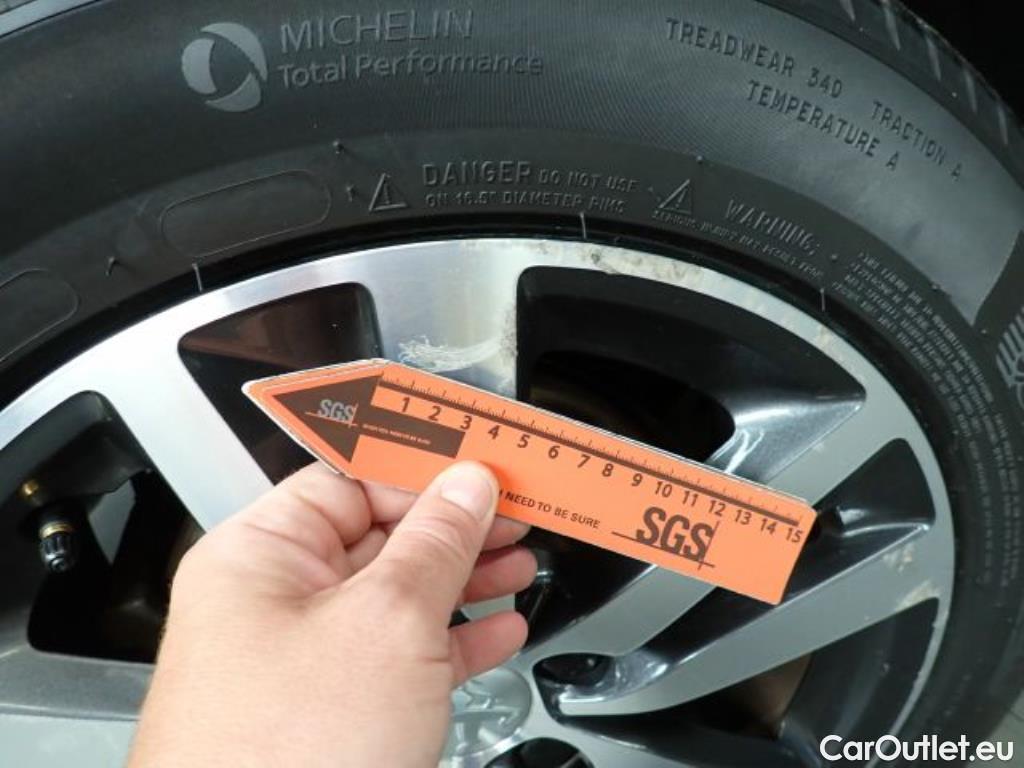 MICHELIN
Total Performance
TREADWEAR 340 TRACTION A
TEMPERATURE A
DANGER DO NOT USE
ON 16.5" DIAMETER RIMS
WARNING:
SGS
1 2 3 4 5 6 7 8 9 10 11 12 13 14 15
NEED TO BE SURE
SGS
CarOutlet.eu